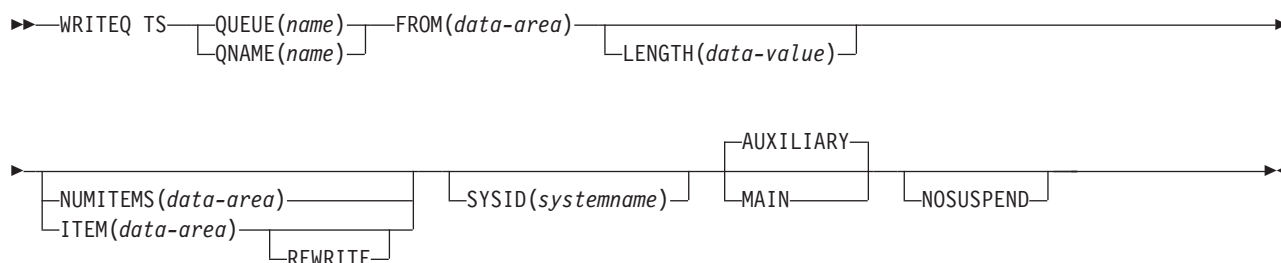 WRITEQ TS QUEUE(name) FROM(data-area)
QNAME(name) LENGTH(data-value)
AUXILIARY
NUMITEMS(data-area) SYSID(systemname) MAIN NOSUSPEND
ITEM(data-area)
REWRITE